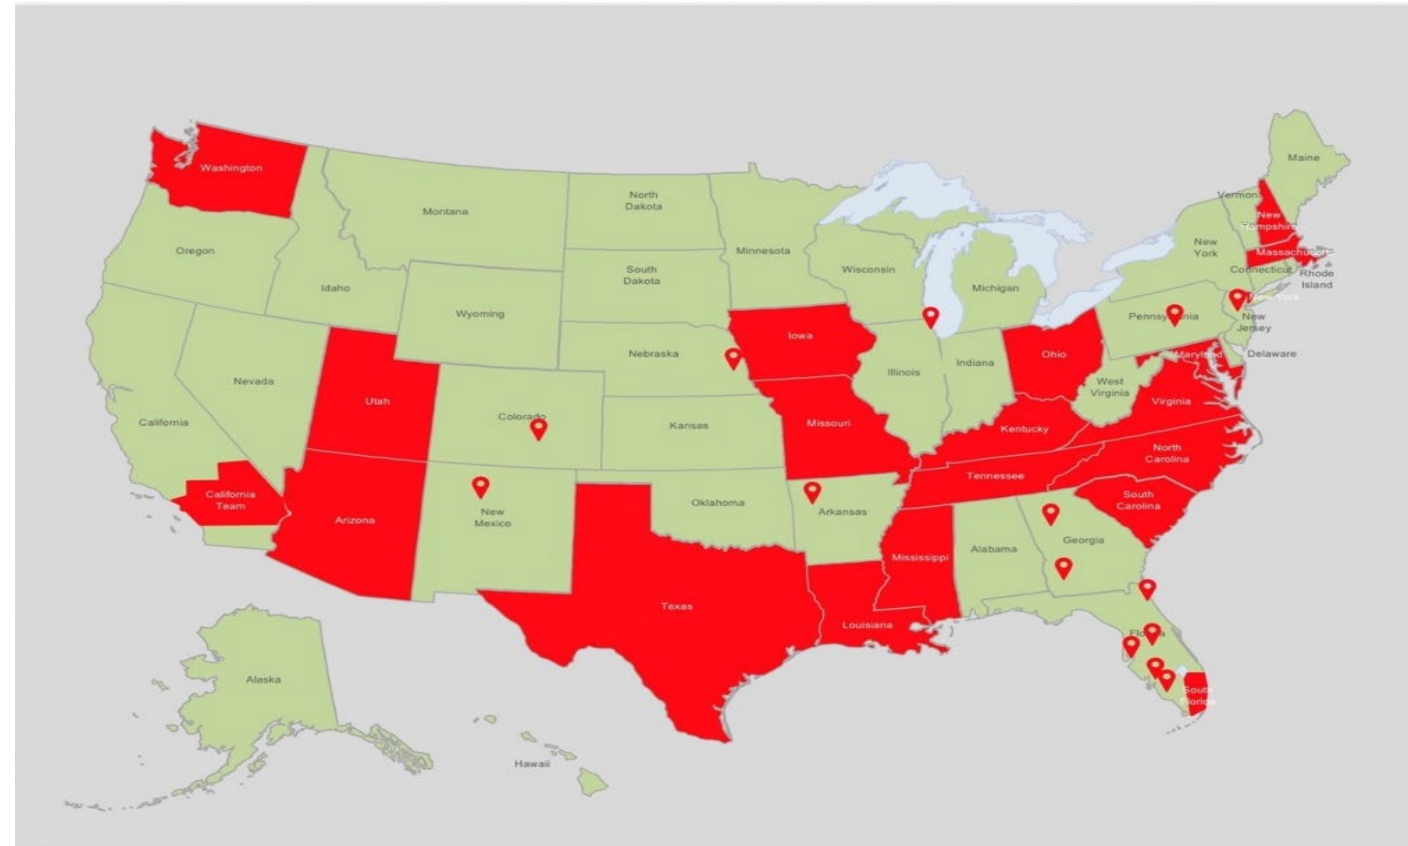 Maine
Washington
Vermont
New
Hampshire
Montana
North
Dakota
Minnesota
Oregon
New
York
Massachusetts
Wisconsin
South
Dakota
Connecticut
Rhode
Island
Idaho
Michigan
New York
Wyoming
Pennsylvania
New
Jersey
Iowa
Nebraska
Ohio
Maryland
Delaware
Indiana
Illinois
Nevada
West
Virginia
Utah
Virginia
Colorado
California
Missouri
Kansas
Kentucky
North
Carolina
Tennessee
California
Team
South
Carolina
Oklahoma
Arkansas
New
Mexico
Arizona
Georgia
Alabama
Mississippi
Texas
Louisiana
Florida
Alaska
South
Florida
Hawaii